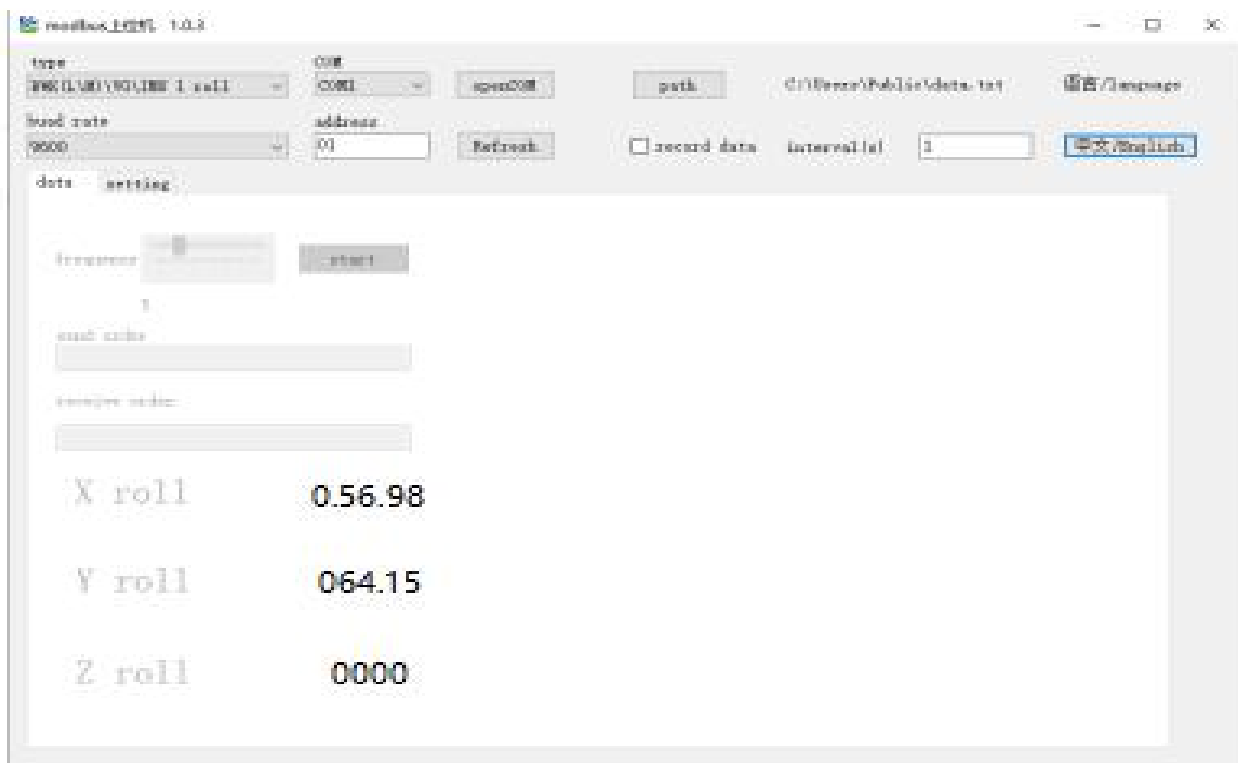 modbus上位机 1.0.3
type
COM
COM1
openCOM
path
C:\Users\Public\data.txt
语言/language
baud rate
address
9600
01
Refresh
record data
interval(s)
1
中文/English
data
setting
frequence
start
1
send order
receive order
X roll
0.56.98
Y roll
064.15
Z roll
0000